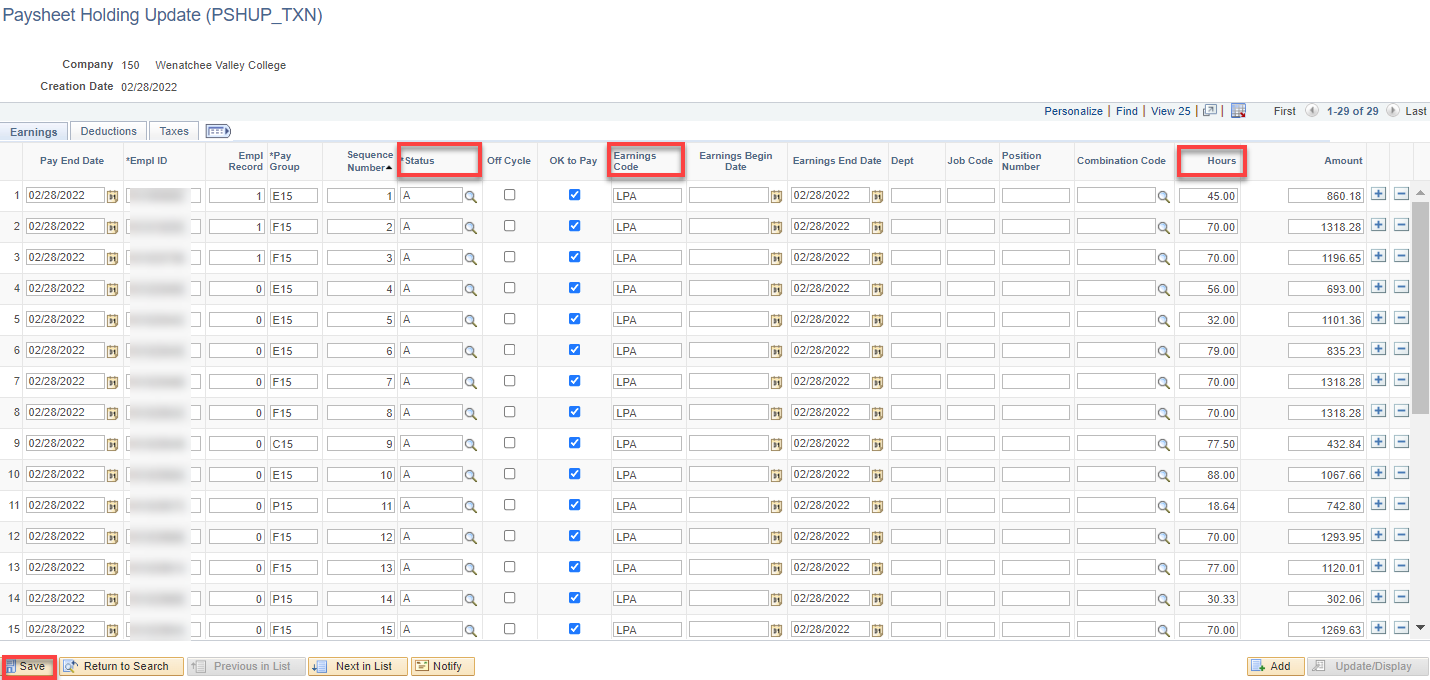 Paysheet Holding Update (PSHUP_TXN)
Company 150 Wenatchee Valley College
Creation Date 02/28/2022
Personalize | Find | View 25 | First 1-29 of 29 Last
Earnings Deductions Taxes
Pay End Date *Empl ID Empl Record *Pay Group Sequence Number *Status Off Cycle OK to Pay Earnings Code Earnings Begin Date Earnings End Date Dept Job Code Position Number Combination Code Hours Amount
1 02/28/2022 1 E15 1 A LPA 02/28/2022 45.00 860.18
2 02/28/2022 1 F15 2 A LPA 02/28/2022 70.00 1318.28
3 02/28/2022 1 F15 3 A LPA 02/28/2022 70.00 1196.65
4 02/28/2022 0 E15 4 A LPA 02/28/2022 56.00 693.00
5 02/28/2022 0 E15 5 A LPA 02/28/2022 32.00 1101.36
6 02/28/2022 0 E15 6 A LPA 02/28/2022 79.00 835.23
7 02/28/2022 0 F15 7 A LPA 02/28/2022 70.00 1318.28
8 02/28/2022 0 F15 8 A LPA 02/28/2022 70.00 1318.28
9 02/28/2022 0 C15 9 A LPA 02/28/2022 77.50 432.84
10 02/28/2022 0 E15 10 A LPA 02/28/2022 88.00 1067.66
11 02/28/2022 0 P15 11 A LPA 02/28/2022 18.64 742.80
12 02/28/2022 0 F15 12 A LPA 02/28/2022 70.00 1293.95
13 02/28/2022 0 F15 13 A LPA 02/28/2022 77.00 1120.01
14 02/28/2022 0 P15 14 A LPA 02/28/2022 30.33 302.06
15 02/28/2022 0 F15 15 A LPA 02/28/2022 70.00 1269.63
Save Return to Search Previous in List Next in List Notify Add Update/Display